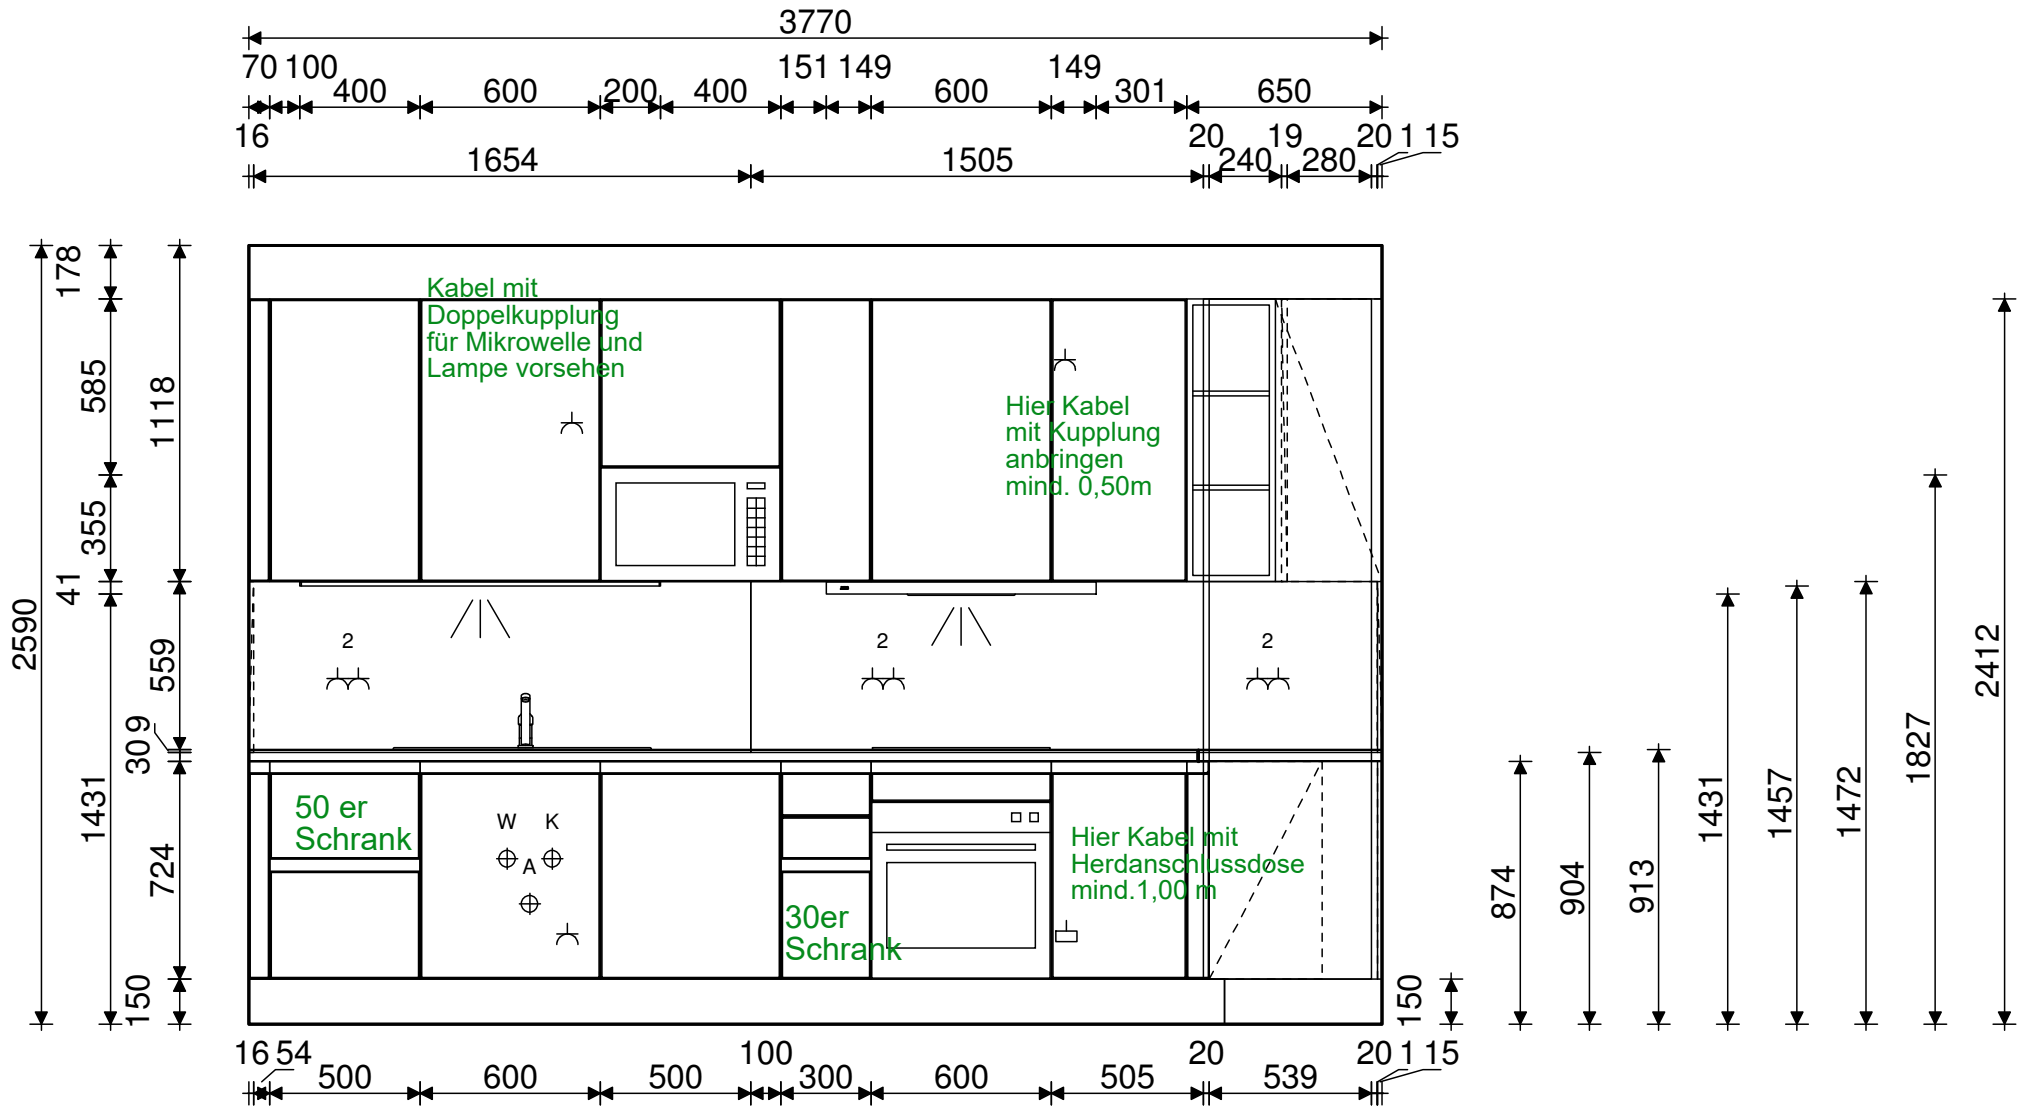 3770
70 100 151 149 149
400 600 200 400 600 301 650
16 20 19 20 1 15
1654 1505 240 280
178
585
1118
355
41
2590
559
9
30
1431
724
150
Kabel mit
Doppelkupplung
für Mikrowelle und
Lampe vorsehen
Hier Kabel
mit Kupplung
anbringen
mind. 0,50m
2 2 2
50 er
Schrank
W K
A
30er
Schrank
Hier Kabel mit
Herdanschlussdose
mind.1,00 m
150
874
904
913
1431
1457
1472
1827
2412
16 54 100 20 20 1 15
500 600 500 300 600 505 539